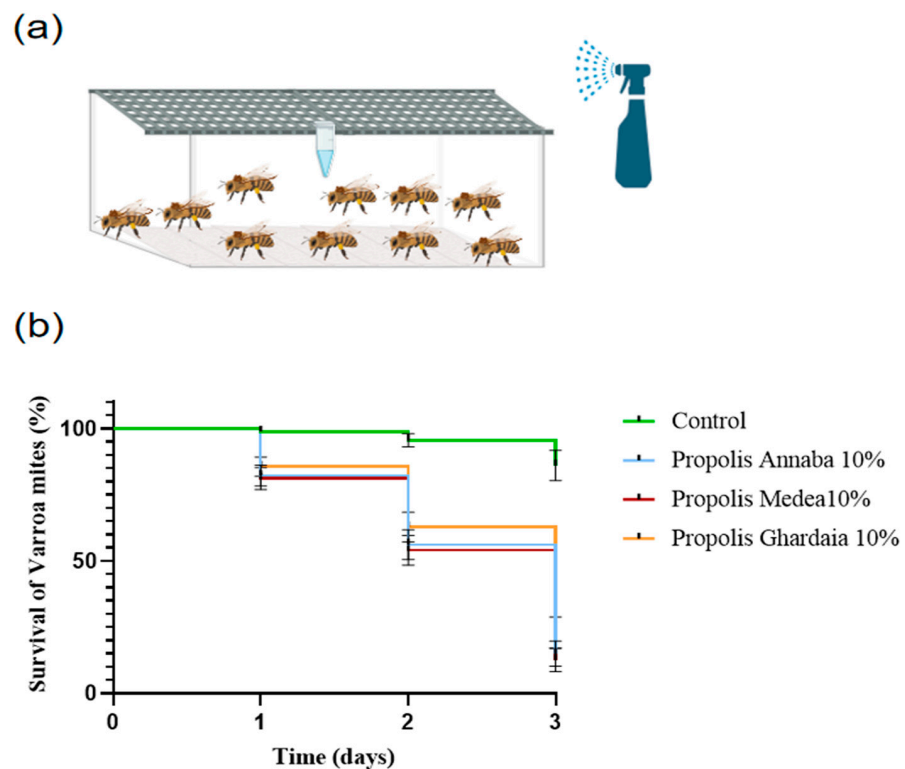 (a)
(b)
Survival of Varroa mites (%)
100
50
0
0 1 2 3
Time (days)
Control
Propolis Annaba 10%
Propolis Medea10%
Propolis Ghardaia 10%